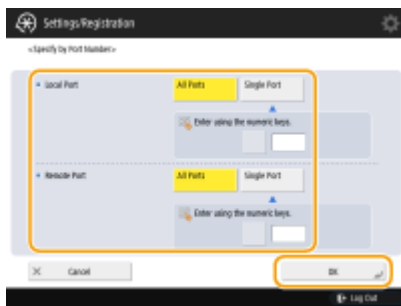 Settings/Registration
<Specify by Port Number>
Local Port
All Ports
Single Port
Enter using the numeric keys.
Remote Port
All Ports
Single Port
Enter using the numeric keys.
Cancel
OK
Log Out